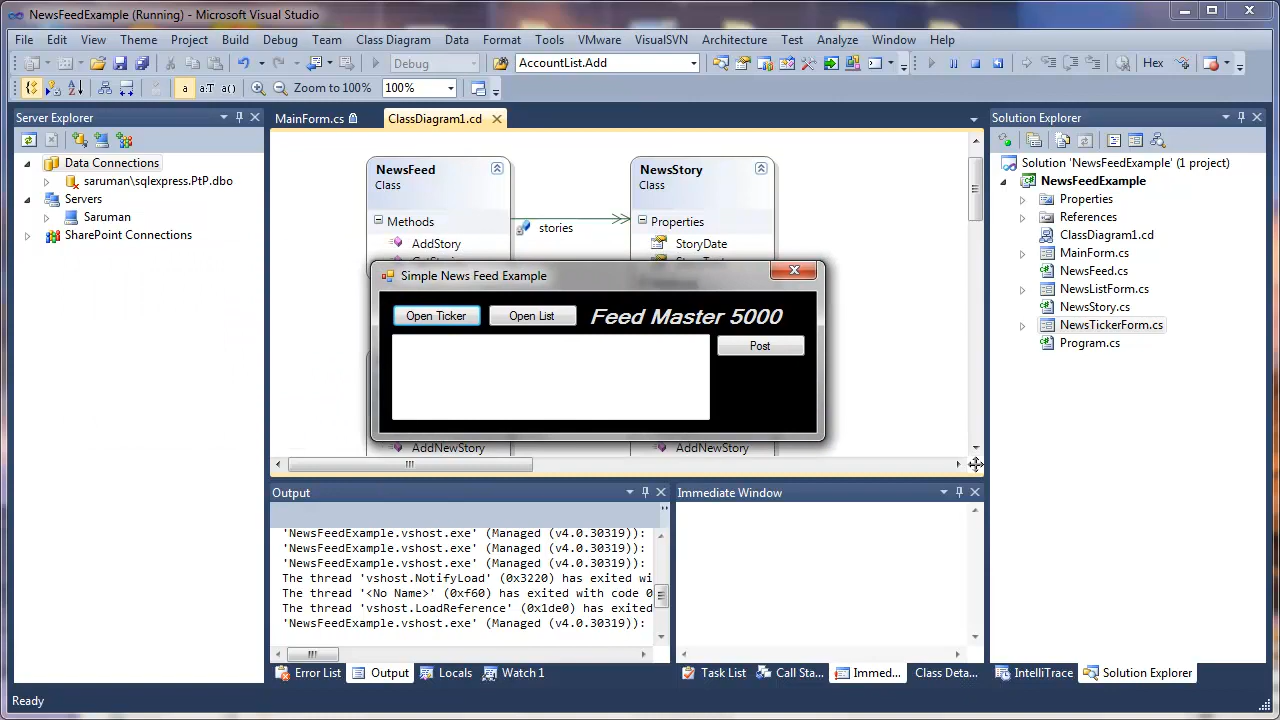 NewsFeedExample (Running) - Microsoft Visual Studio
File Edit View Theme Project Build Debug Team Class Diagram Data Format Tools VMware VisualSVN Architecture Test Analyze Window Help
Debug AccountList.Add Hex
Zoom to 100% 100%
Server Explorer
Data Connections
saruman\sqlexpress.PtP.dbo
Servers
Saruman
SharePoint Connections
MainForm.cs ClassDiagram1.cd
NewsFeed
Class
Methods
AddStory
stories
NewsStory
Class
Properties
StoryDate
Simple News Feed Example
Open Ticker Open List Feed Master 5000
Post
AddNewStory AddNewStory
Solution Explorer
Solution 'NewsFeedExample' (1 project)
NewsFeedExample
Properties
References
ClassDiagram1.cd
MainForm.cs
NewsFeed.cs
NewsListForm.cs
NewsStory.cs
NewsTickerForm.cs
Program.cs
Output
'NewsFeedExample.vshost.exe' (Managed (v4.0.30319)):
'NewsFeedExample.vshost.exe' (Managed (v4.0.30319)):
'NewsFeedExample.vshost.exe' (Managed (v4.0.30319)):
The thread 'vshost.NotifyLoad' (0x3220) has exited wi
The thread '<No Name>' (0xf60) has exited with code 0
The thread 'vshost.LoadReference' (0x1de0) has exited
'NewsFeedExample.vshost.exe' (Managed (v4.0.30319)):
Immediate Window
Error List Output Locals Watch 1
Task List Call Sta... Immed... Class Deta...
IntelliTrace Solution Explorer
Ready